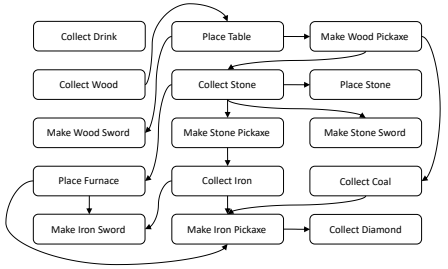 Collect Drink
Place Table
Make Wood Pickaxe
Collect Wood
Collect Stone
Place Stone
Make Wood Sword
Make Stone Pickaxe
Make Stone Sword
Place Furnace
Collect Iron
Collect Coal
Make Iron Sword
Make Iron Pickaxe
Collect Diamond